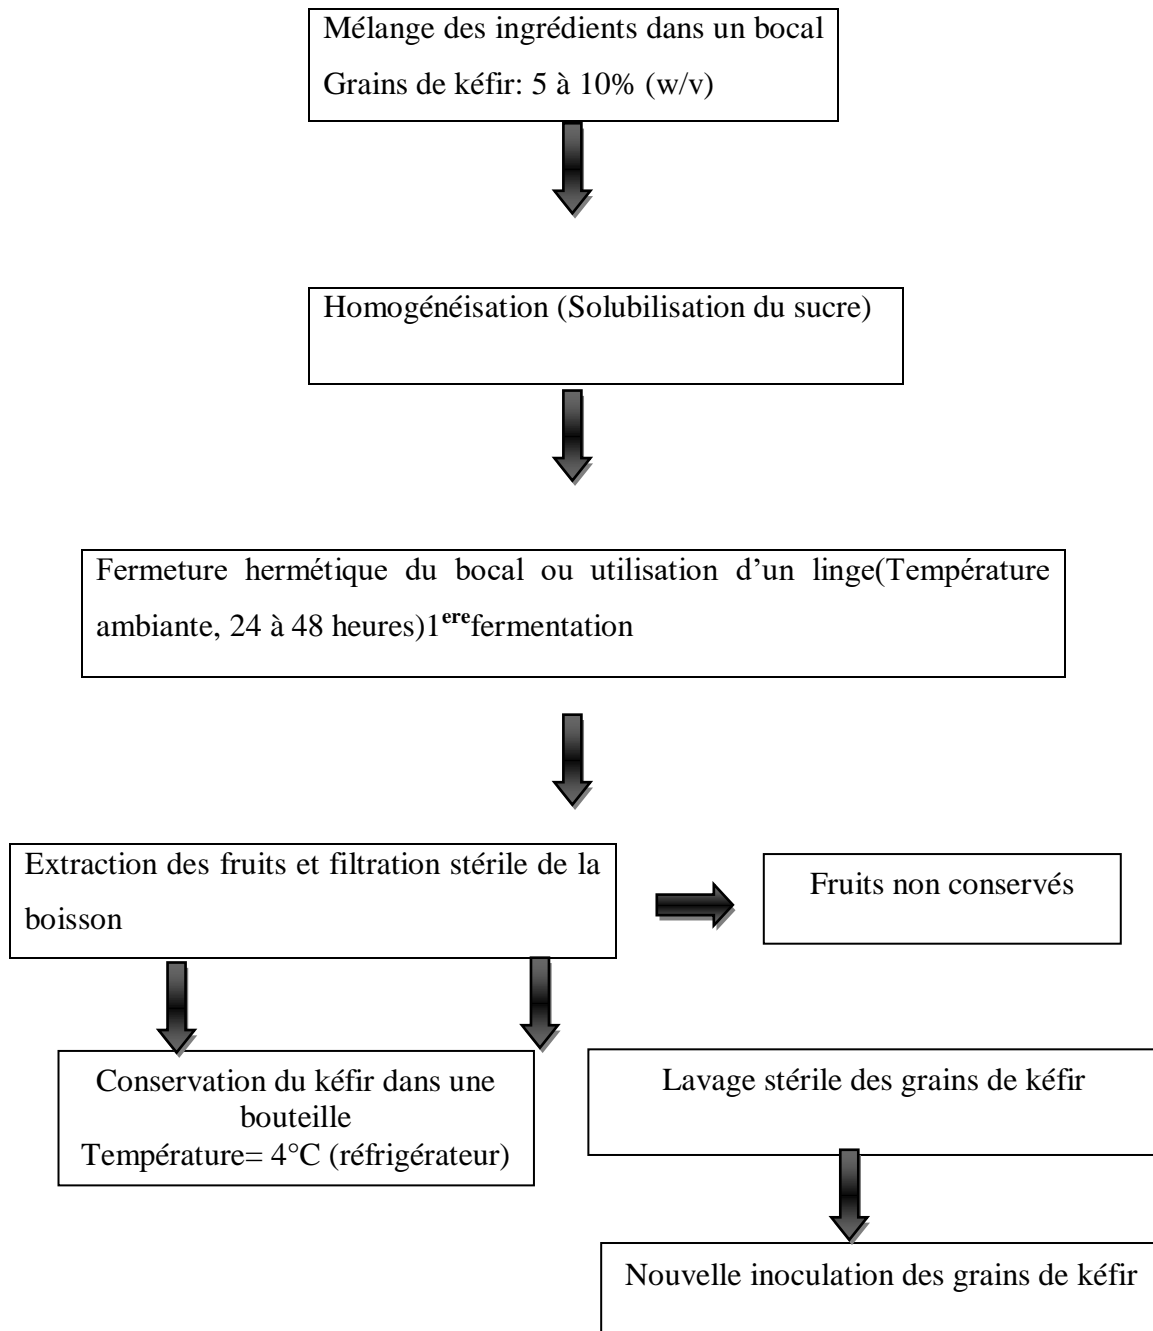 Mélange des ingrédients dans un bocal
Grains de kéfir: 5 à 10% (w/v)
Homogénéisation (Solubilisation du sucre)
Fermeture hermétique du bocal ou utilisation d’un linge(Température
ambiante, 24 à 48 heures)1erefermentation
Extraction des fruits et filtration stérile de la
boisson
Fruits non conservés
Conservation du kéfir dans une
bouteille
Température= 4°C (réfrigérateur)
Lavage stérile des grains de kéfir
Nouvelle inoculation des grains de kéfir